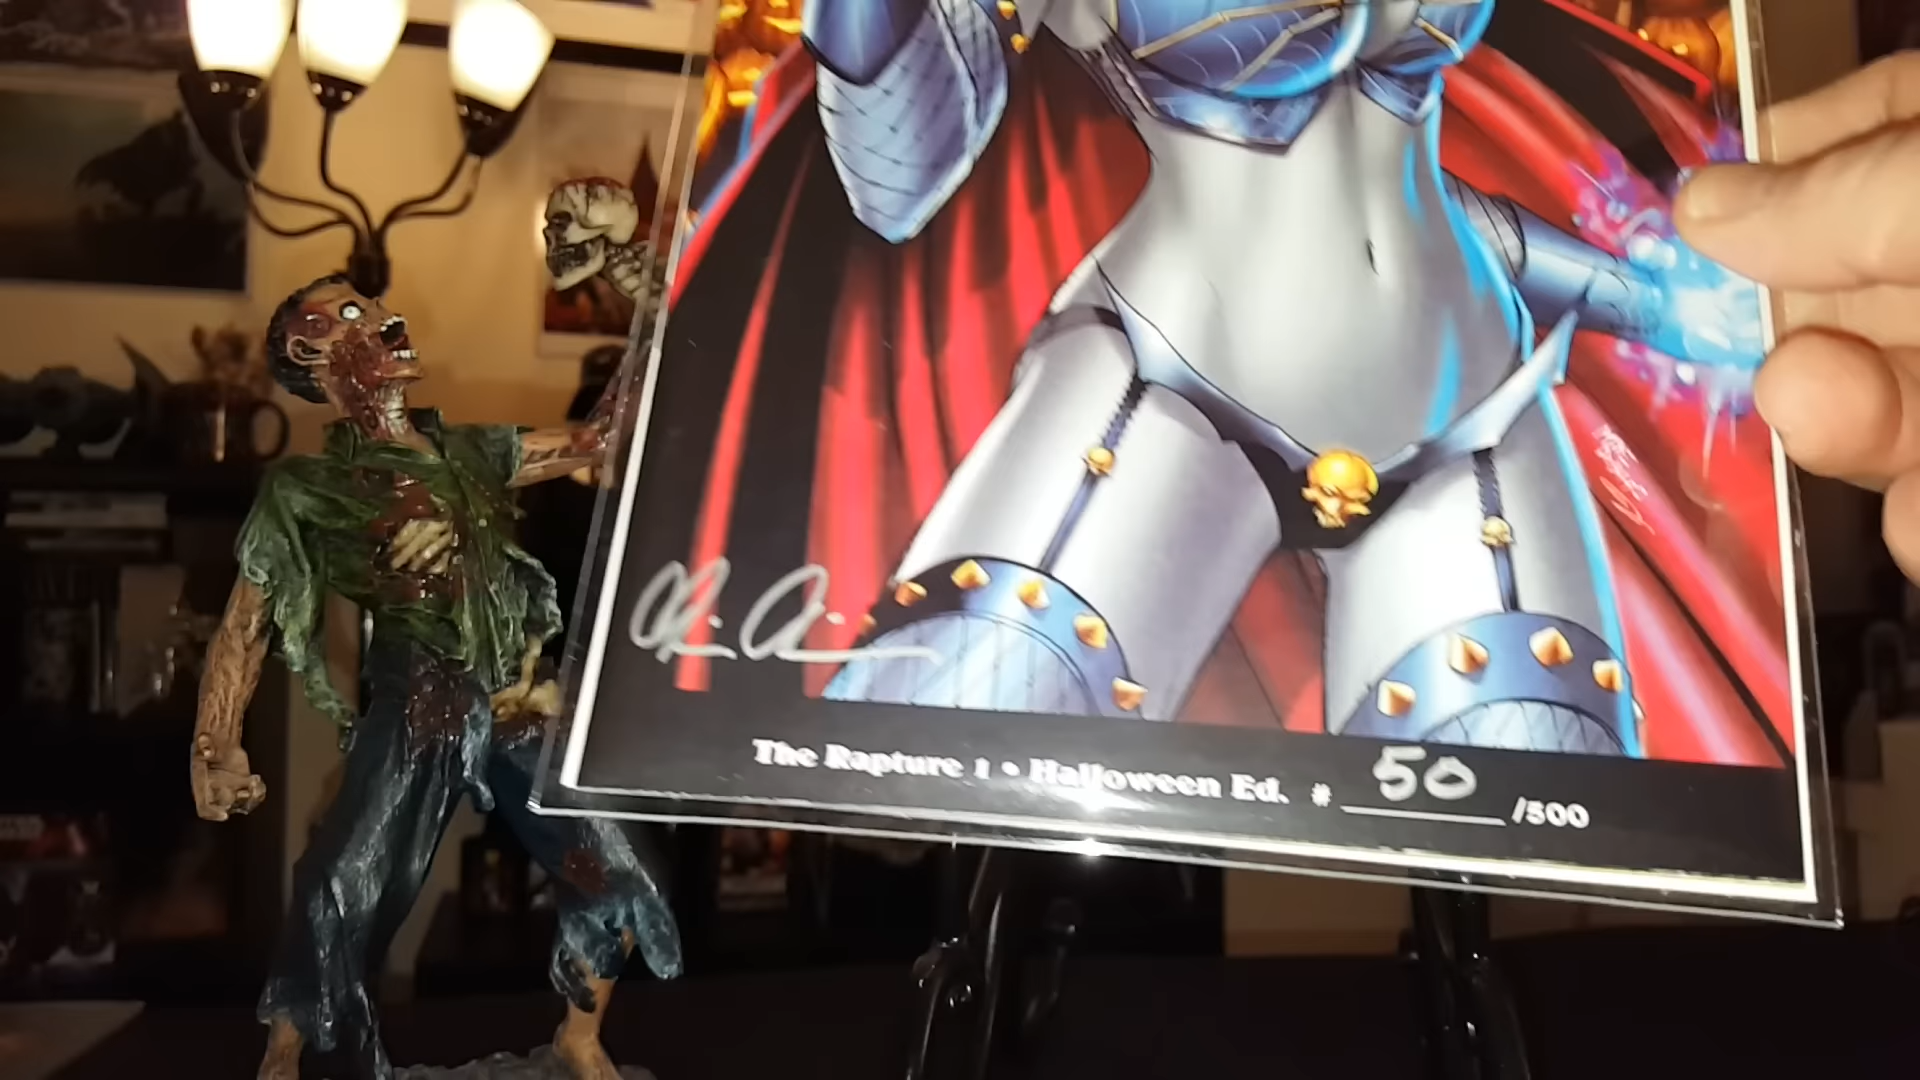 The Rapture 1 • Halloween Ed. # 50 /500